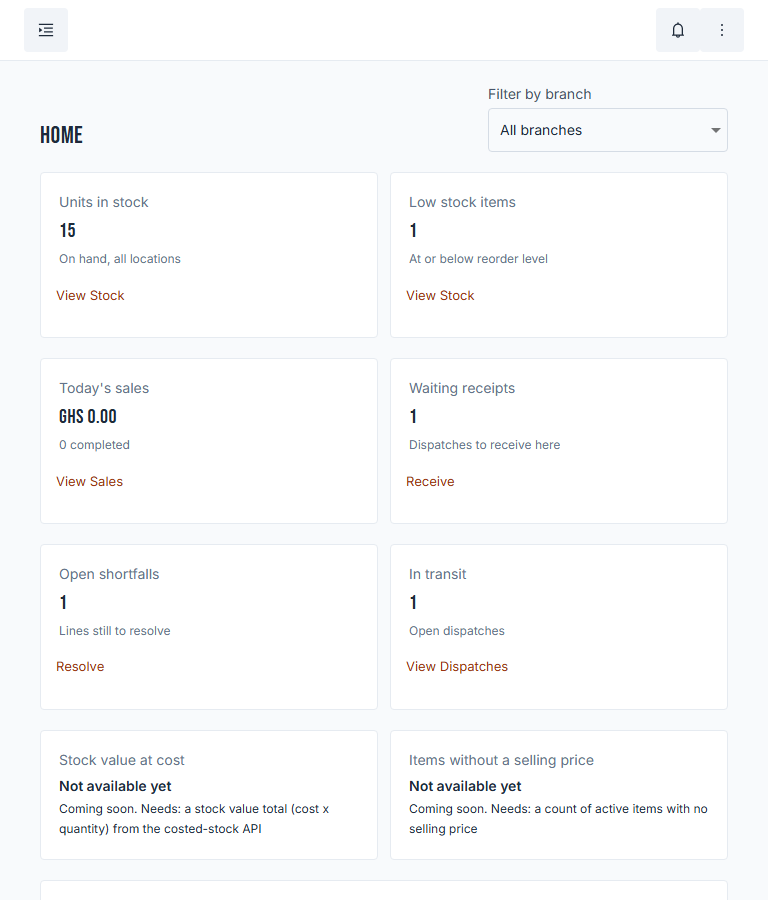 Filter by branch
HOME
All branches
Units in stock
15
On hand, all locations
View Stock
Low stock items
1
At or below reorder level
View Stock
Today's sales
GHS 0.00
0 completed
View Sales
Waiting receipts
1
Dispatches to receive here
Receive
Open shortfalls
1
Lines still to resolve
Resolve
In transit
1
Open dispatches
View Dispatches
Stock value at cost
Not available yet
Coming soon. Needs: a stock value total (cost x
quantity) from the costed-stock API
Items without a selling price
Not available yet
Coming soon. Needs: a count of active items with no
selling price